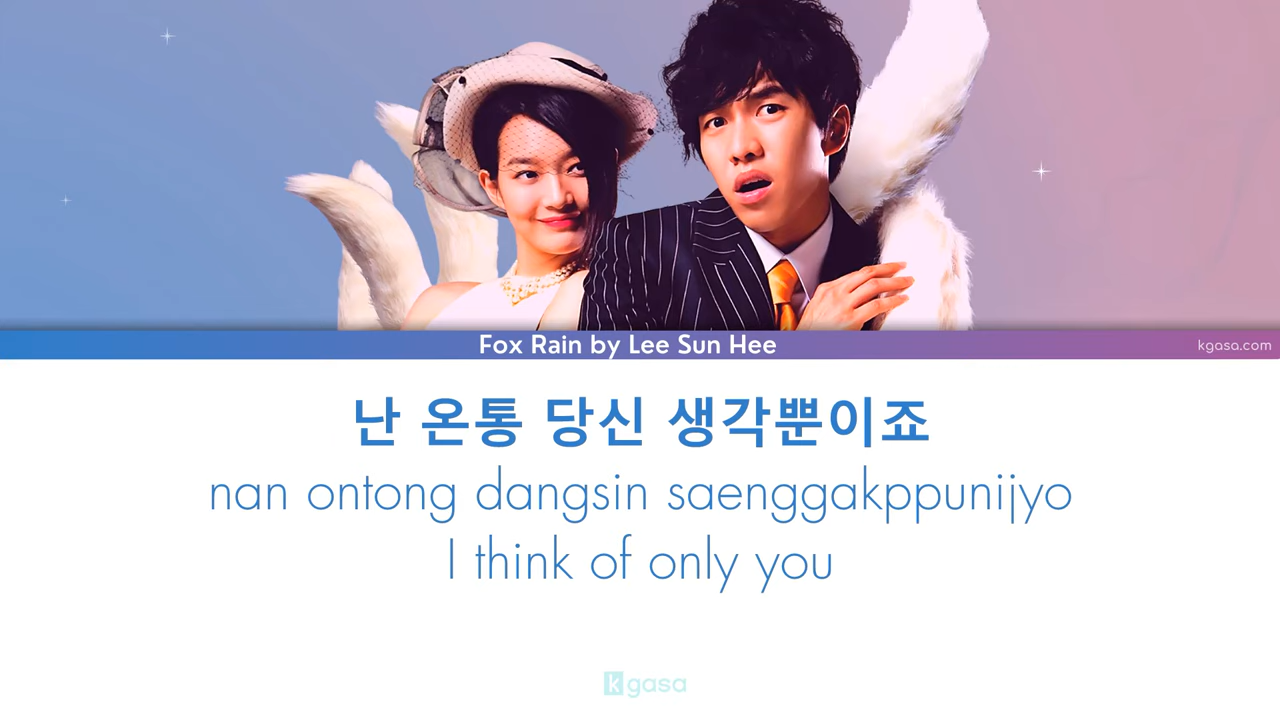 Fox Rain by Lee Sun Hee
kgasa.com
난 온통 당신 생각뿐이죠
nan ontong dangsin saenggakppunijyo
I think of only you
kgasa